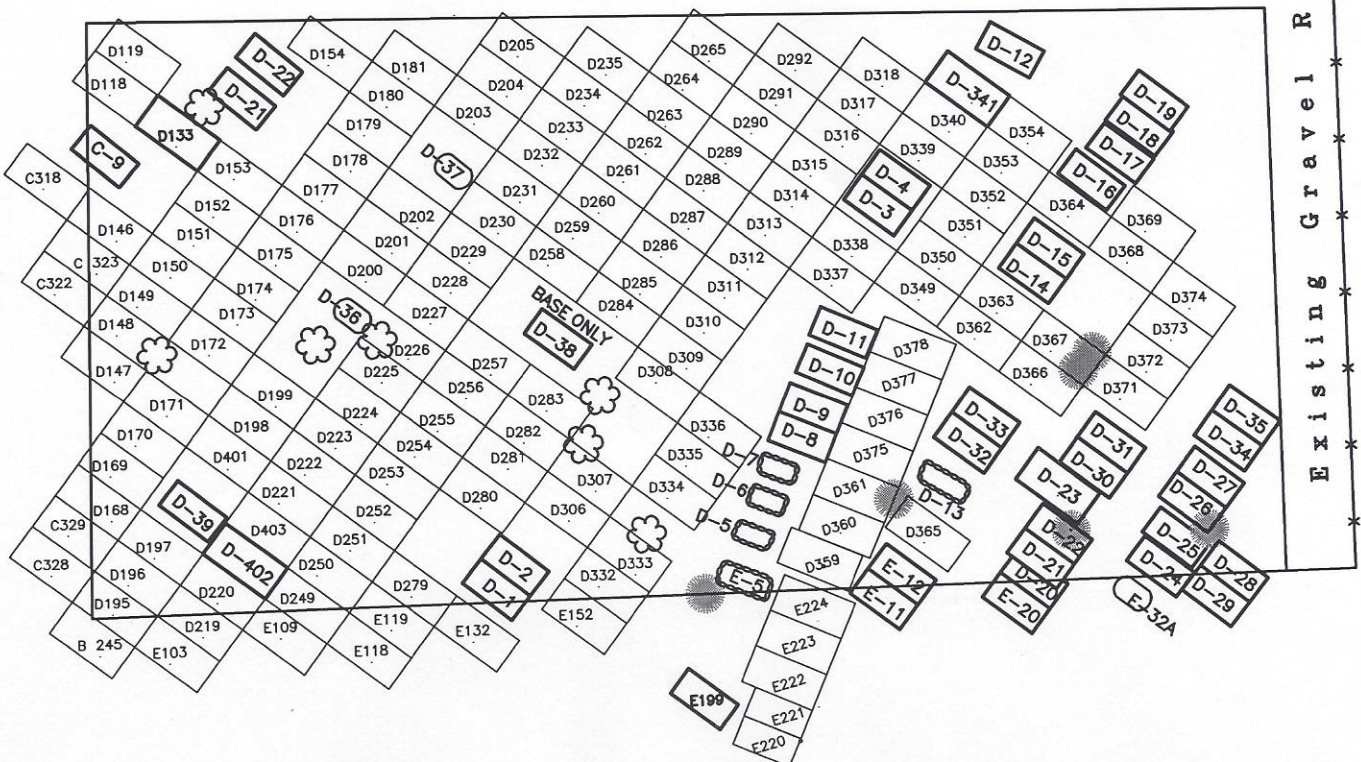 D119
D118
D-22
D-21
D133
C-9
C318
D154
D181
D180
D179
D178
D177
D176
D175
D174
D173
D172
D171
D170
D169
D168
D153
D152
D151
D150
D149
D148
D147
D146
C 323
C322
D205
D204
D203
D-37
D202
D201
D200
D-36
D199
D198
D401
D197
D196
D195
C329
C328
B 245
D235
D234
D233
D232
D231
D230
D229
D228
D227
D226
D225
D224
D223
D222
D221
D403
D-39
D-402
D220
D219
E103
D265
D264
D263
D262
D261
D260
D259
D258
BASE ONLY
D-38
D257
D256
D255
D254
D253
D252
D251
D250
D249
E109
D292
D291
D290
D289
D288
D287
D286
D285
D284
D283
D282
D281
D280
D279
E119
E118
D318
D317
D316
D315
D314
D313
D312
D311
D310
D309
D308
D307
D306
D-2
D-1
E132
D-12
D-341
D340
D339
D-4
D-3
D338
D337
D336
D335
D334
D333
D332
E152
D354
D353
D352
D351
D350
D349
D-19
D-18
D-17
D-16
D364
D-15
D-14
D363
D362
D369
D368
D367
D366
D374
D373
D372
D371
D-11
D-10
D-9
D-8
D-7
D-6
D-5
E-5
D378
D377
D376
D375
D361
D360
D359
D-33
D-32
D-13
D365
E-12
E-11
D-31
D-30
D-23
D-22
D-21
D-20
E-20
D-35
D-34
D-27
D-26
D-25
D-24
D-28
D-29
E-32A
E224
E223
E222
E221
E220
E199
Existing Gravel R